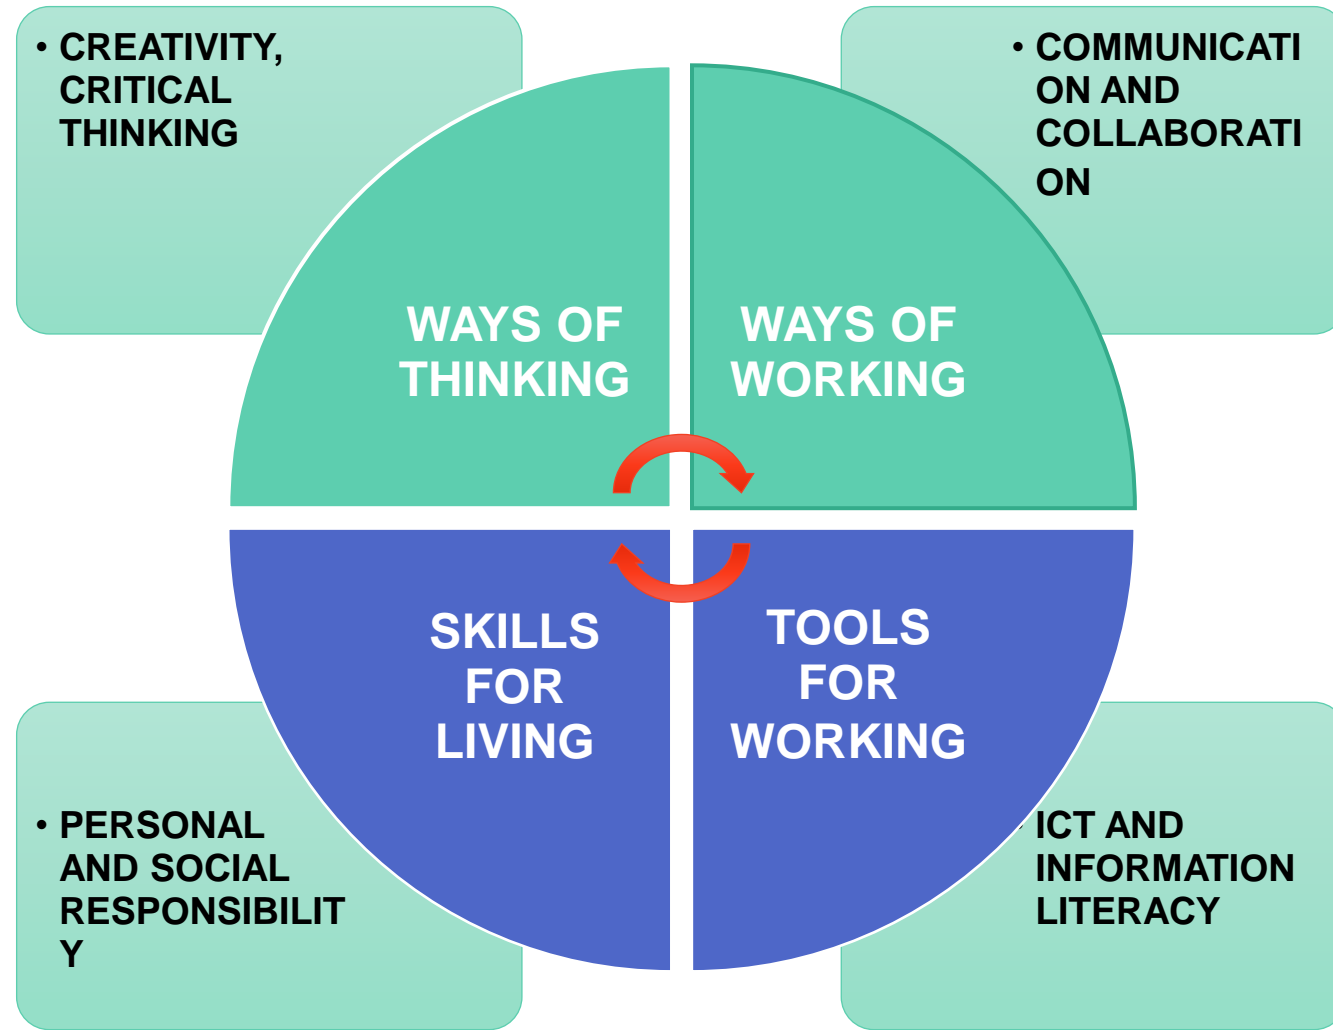 • CREATIVITY,
CRITICAL
THINKING
• COMMUNICATI
ON AND
COLLABORATI
ON
WAYS OF
THINKING
WAYS OF
WORKING
SKILLS
FOR
LIVING
TOOLS
FOR
WORKING
• PERSONAL
AND SOCIAL
RESPONSIBILIT
Y
• ICT AND
INFORMATION
LITERACY